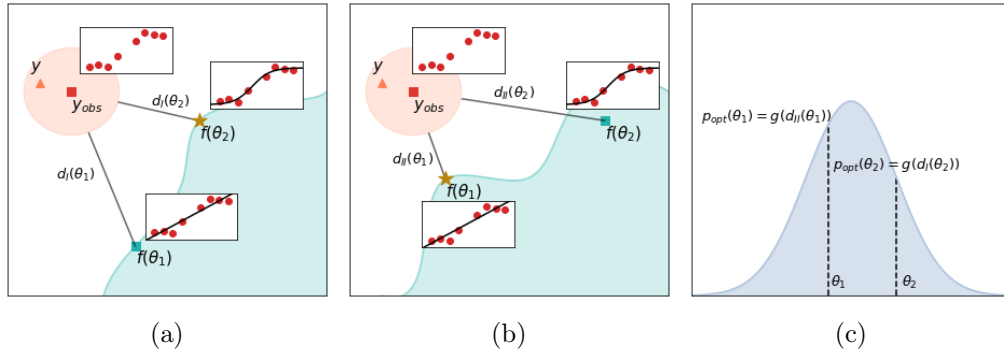 y
y_obs
d_I(θ_2)
f(θ_2)
d_I(θ_1)
f(θ_1)
(a)
y
y_obs
d_II(θ_2)
f(θ_2)
d_II(θ_1)
f(θ_1)
(b)
p_opt(θ_1) = g(d_II(θ_1))
p_opt(θ_2) = g(d_I(θ_2))
θ_1
θ_2
(c)